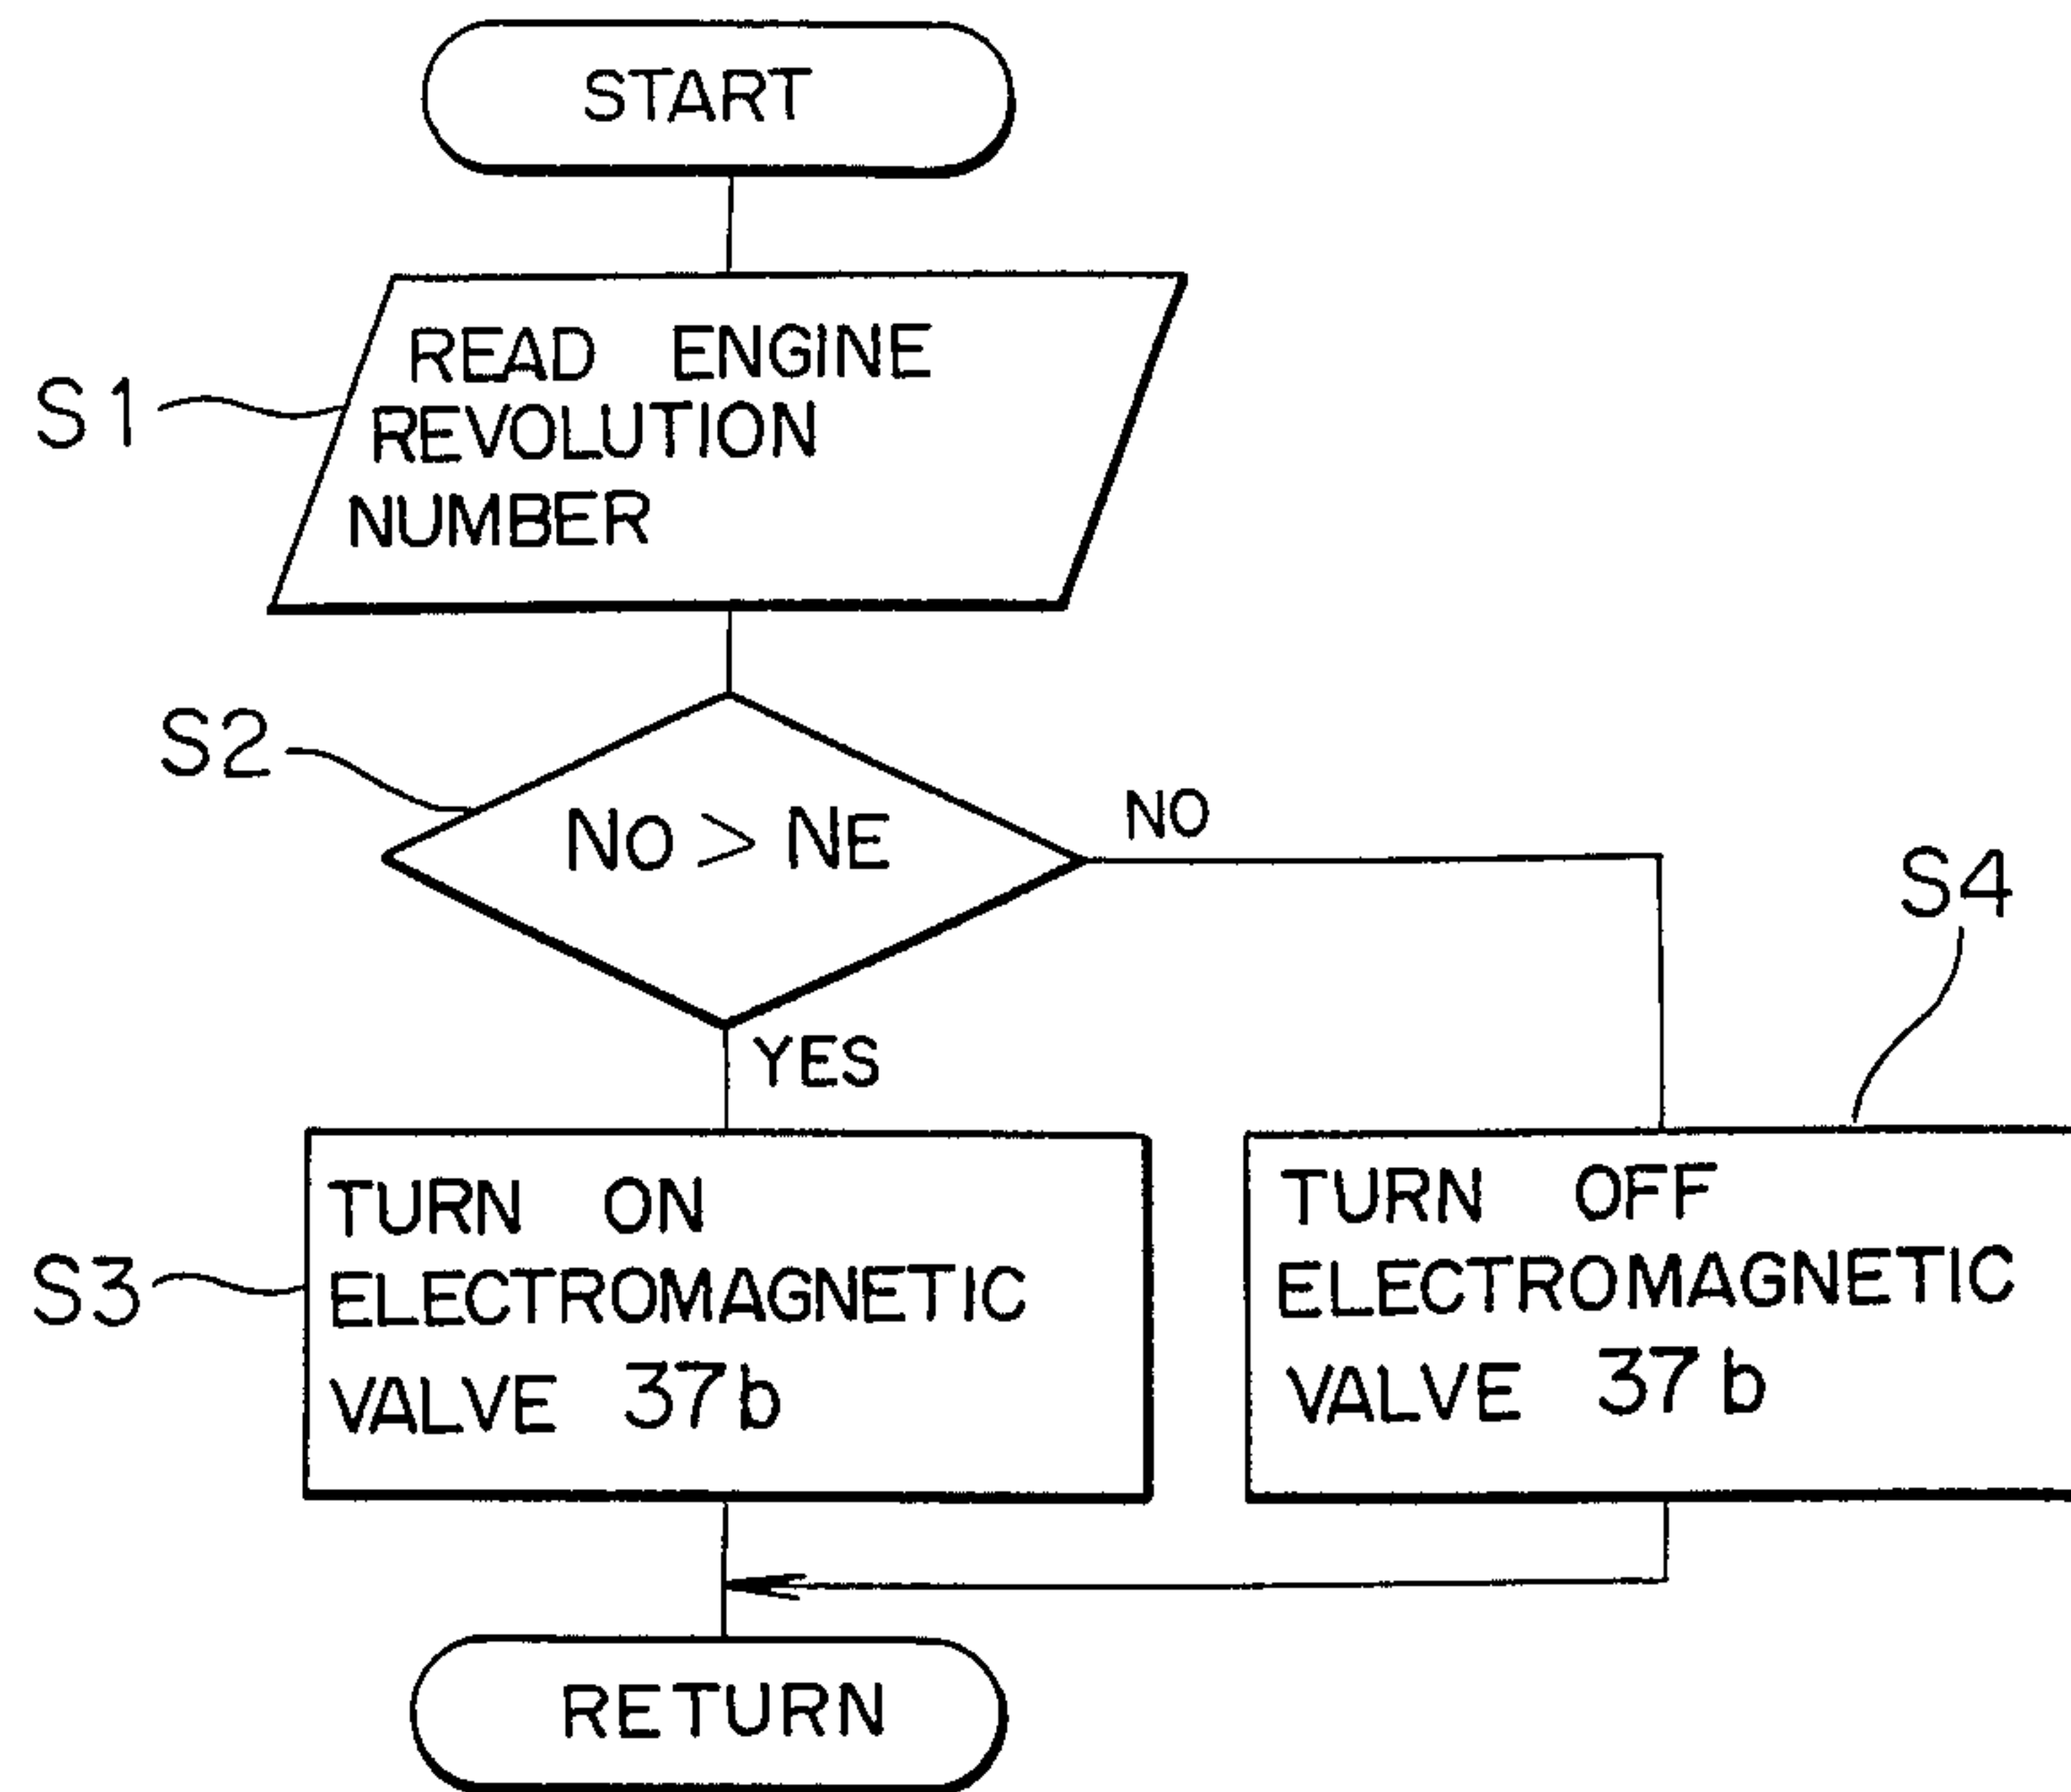 START
S1
READ ENGINE
REVOLUTION
NUMBER
S2
NO > NE
NO
S4
YES
S3
TURN ON
ELECTROMAGNETIC
VALVE 37b
TURN OFF
ELECTROMAGNETIC
VALVE 37b
RETURN